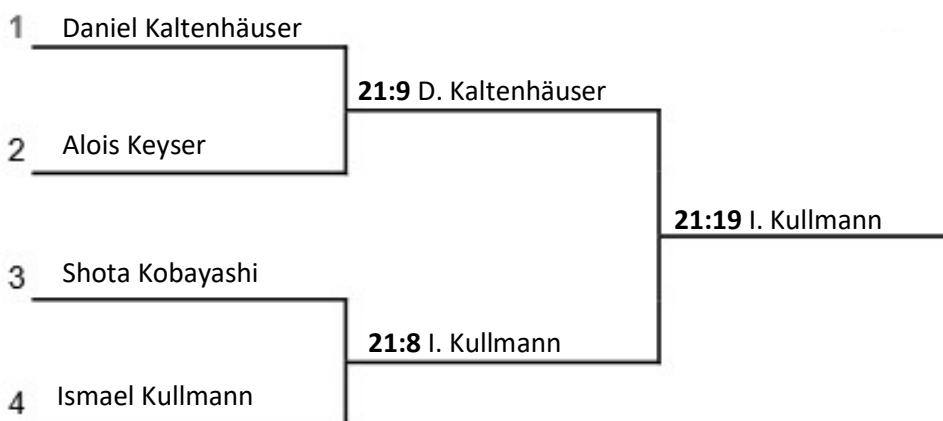 1 Daniel Kaltenhäuser
21:9 D. Kaltenhäuser
2 Alois Keyser
21:19 I. Kullmann
3 Shota Kobayashi
21:8 I. Kullmann
4 Ismael Kullmann